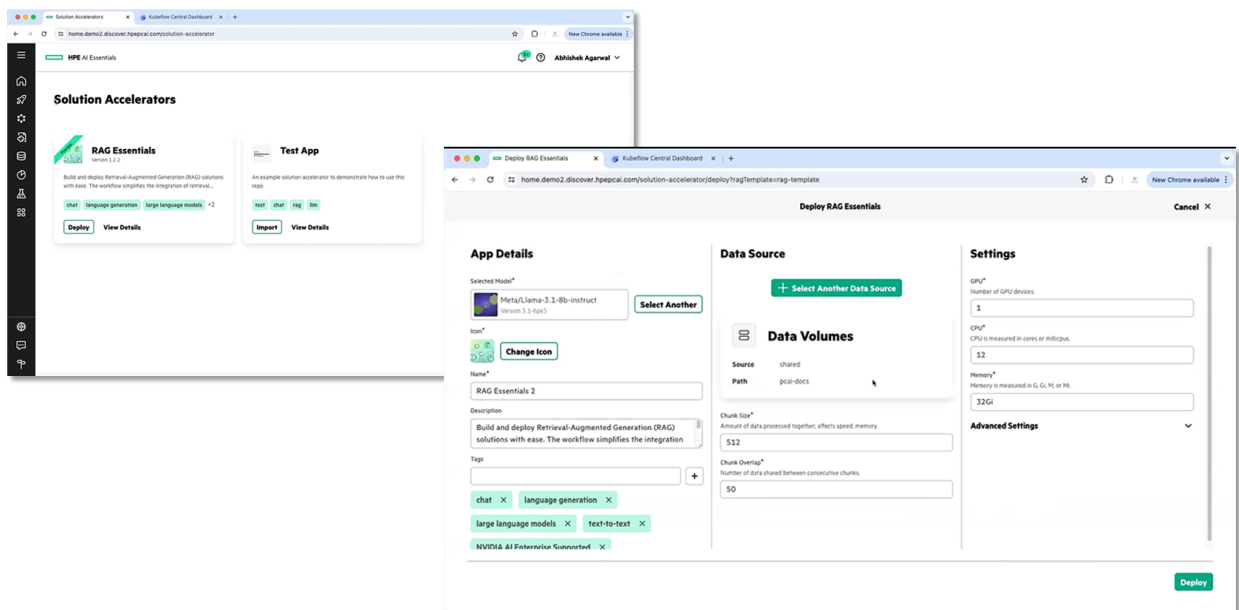 Solution Accelerators
Kubeflow Central Dashboard
home.demo2.discover.hpepcai.com/solution-accelerator
New Chrome available
HPE AI Essentials
Abhishek Agarwal
Solution Accelerators
RAG Essentials
Version 1.2.2
Build and deploy Retrieval-Augmented Generation (RAG) solutions
with ease. The workflow simplifies the integration of retrieval,...
chat language generation large language models +2
Deploy View Details
Test App
An example solution accelerator to demonstrate how to use this
repo.
test chat rag llm
Import View Details
Deploy RAG Essentials
Kubeflow Central Dashboard
home.demo2.discover.hpepcai.com/solution-accelerator/deploy?ragTemplate=rag-template
New Chrome available
Deploy RAG Essentials
Cancel
App Details
Selected Model*
Meta/Llama-3.1-8b-instruct
Version 3.1-hpe3
Select Another
Icon*
Change Icon
Name*
RAG Essentials 2
Description
Build and deploy Retrieval-Augmented Generation (RAG)
solutions with ease. The workflow simplifies the integration
Tags
chat
language generation
large language models
text-to-text
NVIDIA AI Enterprise Supported
Data Source
Select Another Data Source
Data Volumes
Source shared
Path pcai-docs
Chunk Size*
Amount of data processed together; affects speed, memory.
512
Chunk Overlap*
Number of data shared between consecutive chunks.
50
Settings
GPU*
Number of GPU devices.
1
CPU*
CPU is measured in cores or millicpus.
12
Memory*
Memory is measured in G, Gi, M, or Mi.
32Gi
Advanced Settings
Deploy